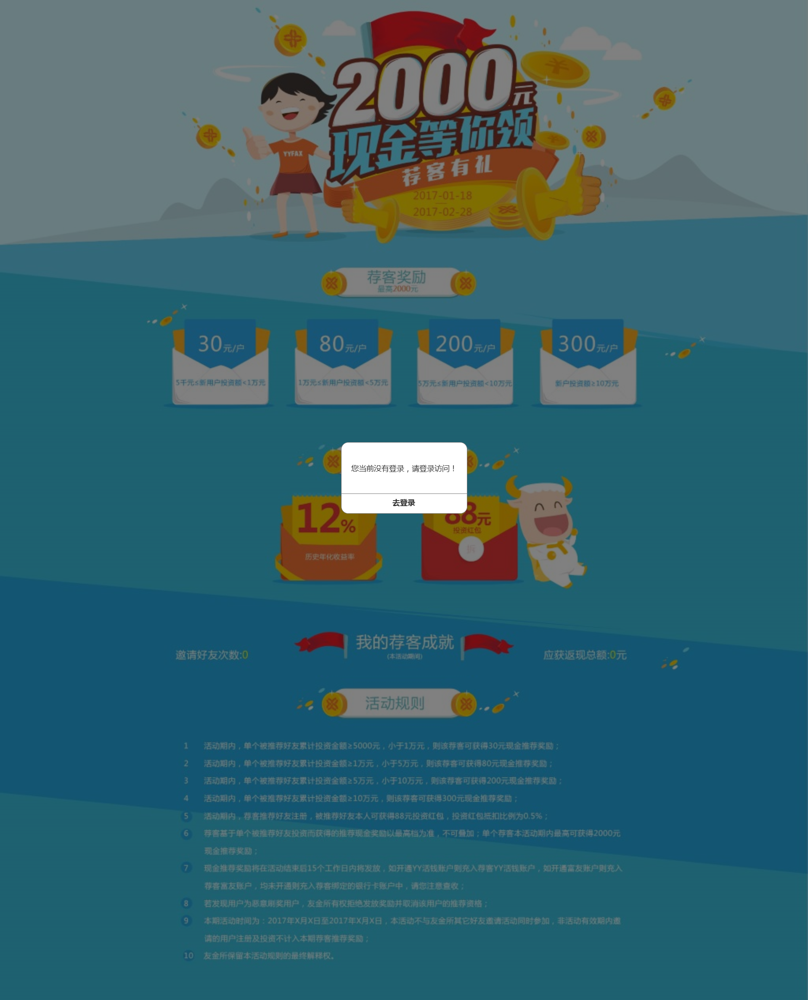 2000元
现金等你领
YYFAX
荐客有礼
2017-01-18
2017-02-28
荐客奖励
最高2000元
30元/户
80元/户
200元/户
300元/户
5千元≤新用户投资额<1万元
1万元≤新用户投资额<5万元
5万元≤新用户投资额<10万元
新户投资额≥10万元
您当前没有登录，请登录访问！
去登录
12%
历史年化收益率
88元
投资红包
拆
我的荐客成就
(本活动期间)
邀请好友次数:0
应获返现总额:0元
活动规则
1 活动期内，单个被推荐好友累计投资金额≥5000元，小于1万元，则该荐客可获得30元现金推荐奖励；
2 活动期内，单个被推荐好友累计投资金额≥1万元，小于5万元，则该荐客可获得80元现金推荐奖励；
3 活动期内，单个被推荐好友累计投资金额≥5万元，小于10万元，则该荐客可获得200元现金推荐奖励；
4 活动期内，单个被推荐好友累计投资金额≥10万元，则该荐客可获得300元现金推荐奖励；
5 活动期内，荐客推荐好友注册，被推荐好友本人可获得88元投资红包，投资红包抵扣比例为0.5%；
6 荐客基于单个被推荐好友投资而获得的推荐现金奖励以最高档为准，不可叠加；单个荐客本活动期内最高可获得2000元
现金推荐奖励；
7 现金推荐奖励将在活动结束后15个工作日内将发放，如开通YY活钱账户则充入荐客YY活钱账户，如开通富友账户则充入
荐客富友账户，均未开通则充入荐客绑定的银行卡账户中，请您注意查收；
8 若发现用户为恶意刷奖用户，友金所有权拒绝发放奖励并取消该用户的推荐资格；
9 本期活动时间为：2017年X月X日至2017年X月X日，本活动不与友金所其它好友邀请活动同时参加，非活动有效期内邀
请的用户注册及投资不计入本期荐客推荐奖励；
10 友金所保留本活动规则的最终解释权。